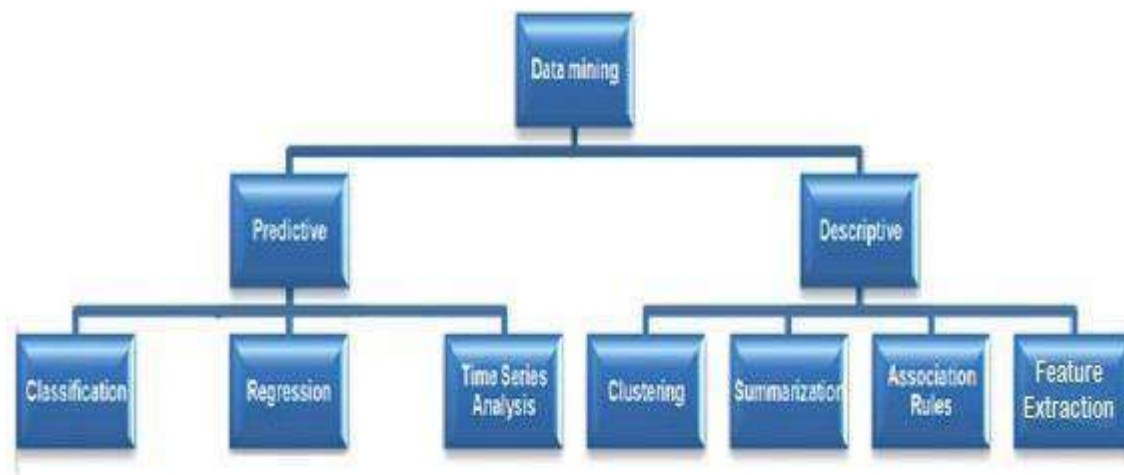 Data mining
Predictive
Descriptive
Classification
Regression
Time Series
Analysis
Clustering
Summarization
Association
Rules
Feature
Extraction